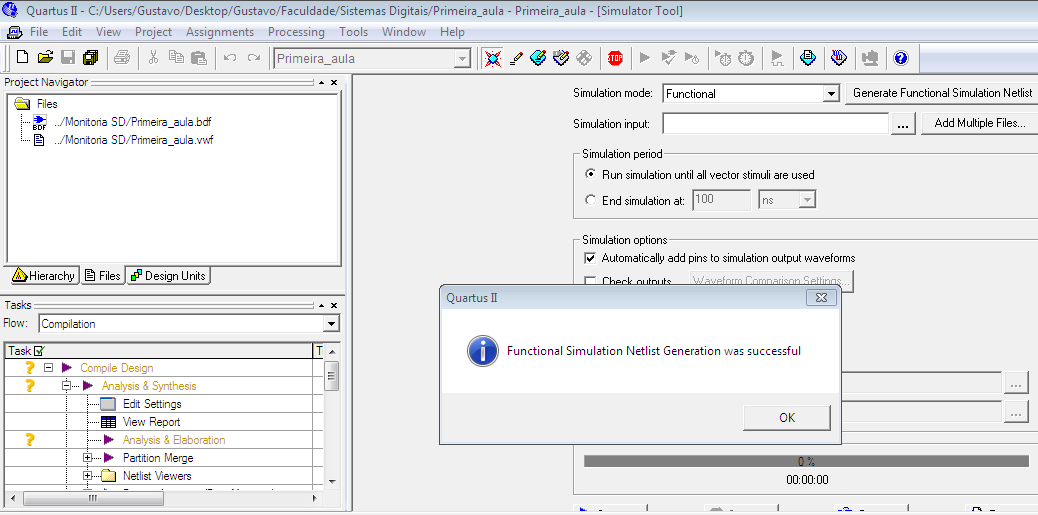 Quartus II - C:/Users/Gustavo/Desktop/Gustavo/Faculdade/Sistemas Digitais/Primeira_aula - Primeira_aula - [Simulator Tool]
File Edit View Project Assignments Processing Tools Window Help
Primeira_aula
STOP
Project Navigator
Files
BDF ../Monitoria SD/Primeira_aula.bdf
../Monitoria SD/Primeira_aula.vwf
Hierarchy Files Design Units
Tasks
Flow: Compilation
Task
Compile Design
Analysis & Synthesis
Edit Settings
View Report
Analysis & Elaboration
Partition Merge
Netlist Viewers
Simulation mode: Functional Generate Functional Simulation Netlist
Simulation input: ... Add Multiple Files...
Simulation period
Run simulation until all vector stimuli are used
End simulation at: 100 ns
Simulation options
Automatically add pins to simulation output waveforms
Check outputs Waveform Comparison Settings...
Quartus II
Functional Simulation Netlist Generation was successful
OK
...
...
0 %
00:00:00